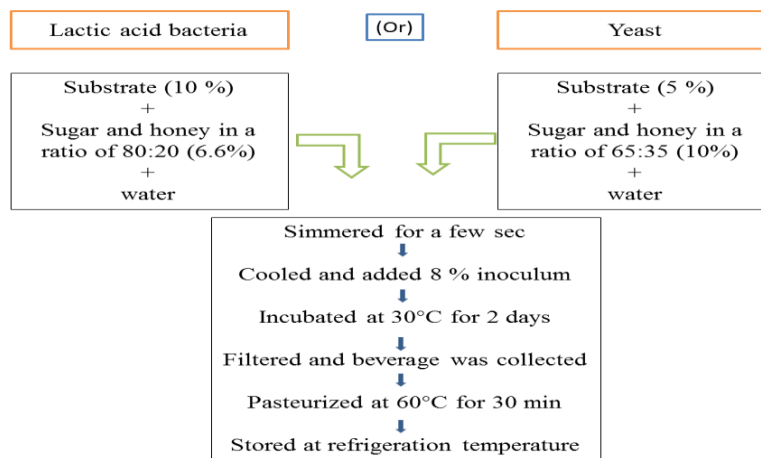 Lactic acid bacteria
(Or)
Yeast
Substrate (10 %)
+
Sugar and honey in a
ratio of 80:20 (6.6%)
+
water
Substrate (5 %)
+
Sugar and honey in a
ratio of 65:35 (10%)
+
water
Simmered for a few sec
Cooled and added 8 % inoculum
Incubated at 30°C for 2 days
Filtered and beverage was collected
Pasteurized at 60°C for 30 min
Stored at refrigeration temperature